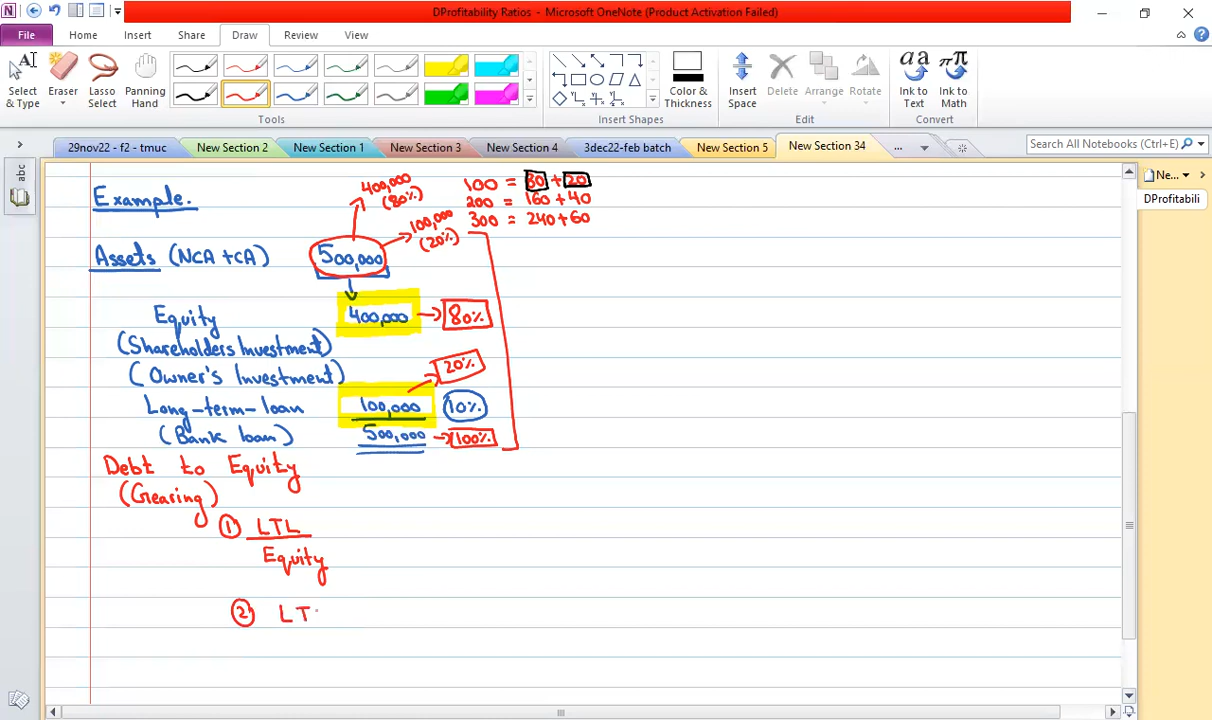 DProfitability Ratios - Microsoft OneNote (Product Activation Failed)
File Home Insert Share Draw Review View
Select & Type
Eraser
Lasso Select
Panning Hand
Color & Thickness
Insert Space
Delete
Arrange
Rotate
Ink to Text
Ink to Math
Tools
Insert Shapes
Edit
Convert
29nov22 - f2 - tmuc New Section 2 New Section 1 New Section 3 New Section 4 3dec22-feb batch New Section 5 New Section 34 ... Search All Notebooks (Ctrl+E)
abc
Ne...
DProfitabili
Example.
400,000 (80%)
100,000 (20%)
100 = 80 + 20
200 = 160 + 40
300 = 240 + 60
Assets (NCA + CA) 500,000
Equity 400,000 → 80%
(Shareholders Investment)
(Owner's Investment) 20%
Long-term-loan 100,000 10%
(Bank loan) 500,000 → 100%
Debt to Equity
(Gearing)
① LTL
Equity
② LT